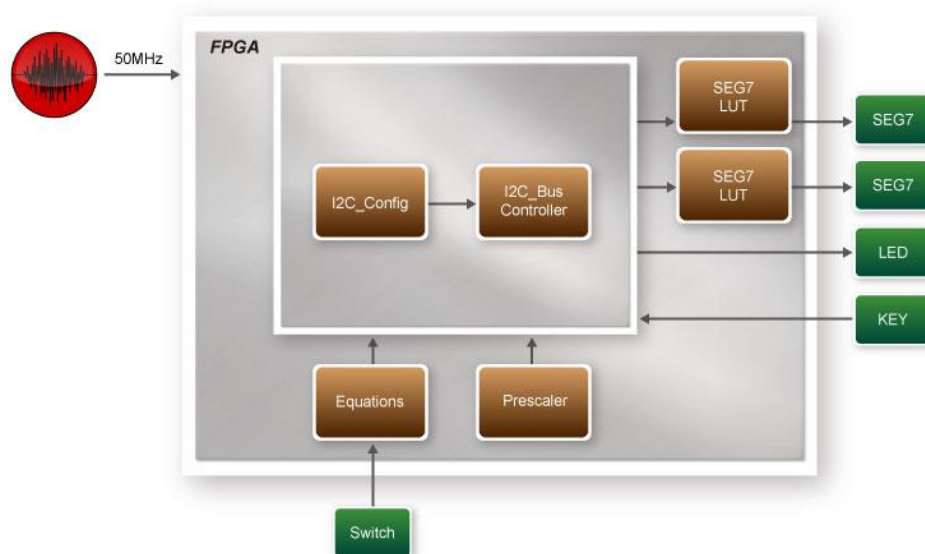 FPGA
50MHz
SEG7
LUT
SEG7
SEG7
LUT
SEG7
I2C_Config
I2C_Bus
Controller
LED
KEY
Equations
Prescaler
Switch